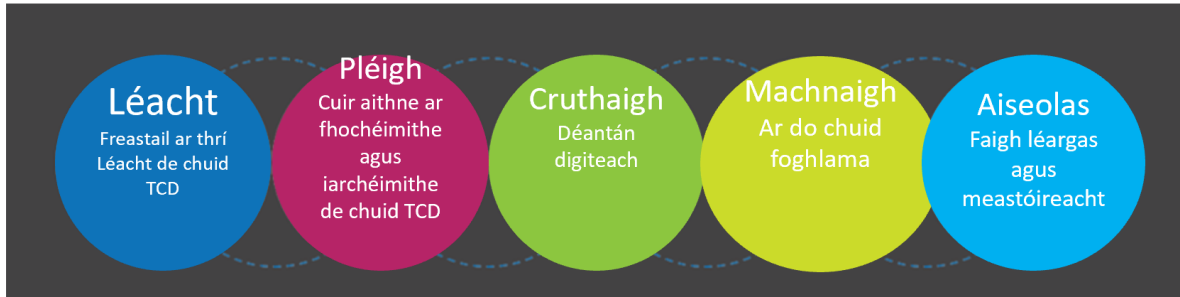 Léacht
Freastail ar thrí
Léacht de chuid
TCD
Pléigh
Cuir aithne ar
fhochéimithe
agus
iarchéimithe
de chuid TCD
Cruthaigh
Déantán
digiteach
Machnaigh
Ar do chuid
foghlama
Aiseolas
Faigh léargas
agus
meastóireacht